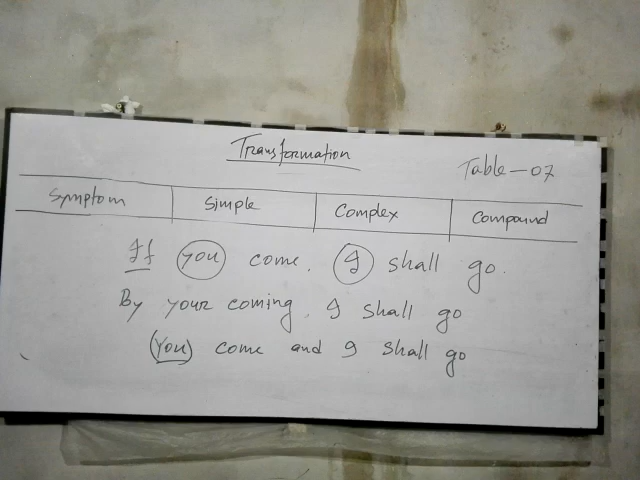 Transformation
Table-07
Symptom Simple Complex Compound
If you come, I shall go.
By your coming, I shall go
You come and I shall go